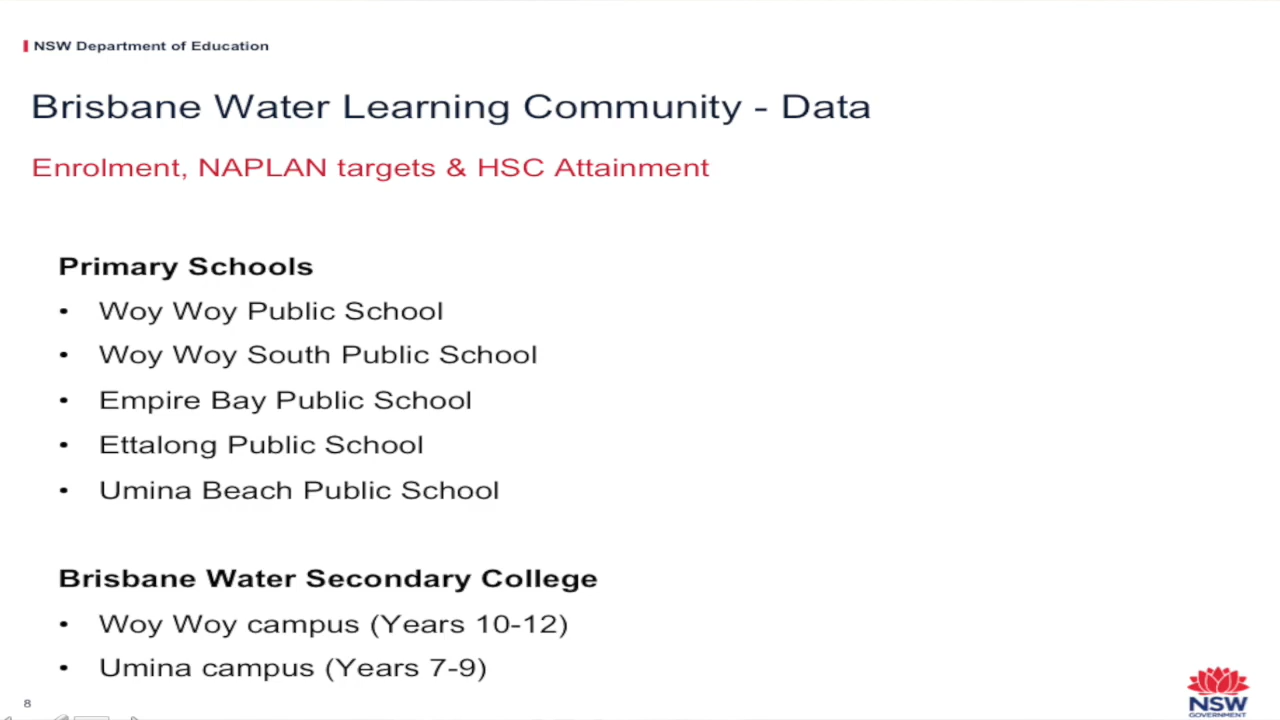 NSW Department of Education
Brisbane Water Learning Community - Data
Enrolment, NAPLAN targets & HSC Attainment
Primary Schools
• Woy Woy Public School
• Woy Woy South Public School
• Empire Bay Public School
• Ettalong Public School
• Umina Beach Public School
Brisbane Water Secondary College
• Woy Woy campus (Years 10-12)
• Umina campus (Years 7-9)
8
NSW
GOVERNMENT